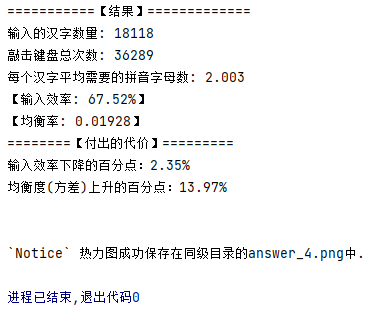 ===========【结果】=============
输入的汉字数量: 18118
敲击键盘总次数: 36289
每个汉字平均需要的拼音字母数: 2.003
【输入效率: 67.52%】
【均衡率: 0.01928】
========【付出的代价】=========
输入效率下降的百分点: 2.35%
均衡度(方差)上升的百分点: 13.97%
`Notice` 热力图成功保存在同级目录的answer_4.png中.
进程已结束,退出代码0